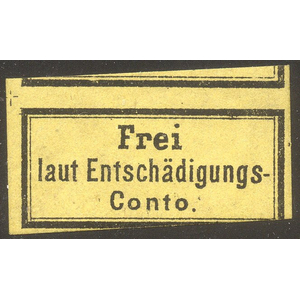 Frei
laut Entschädigungs-
Conto.